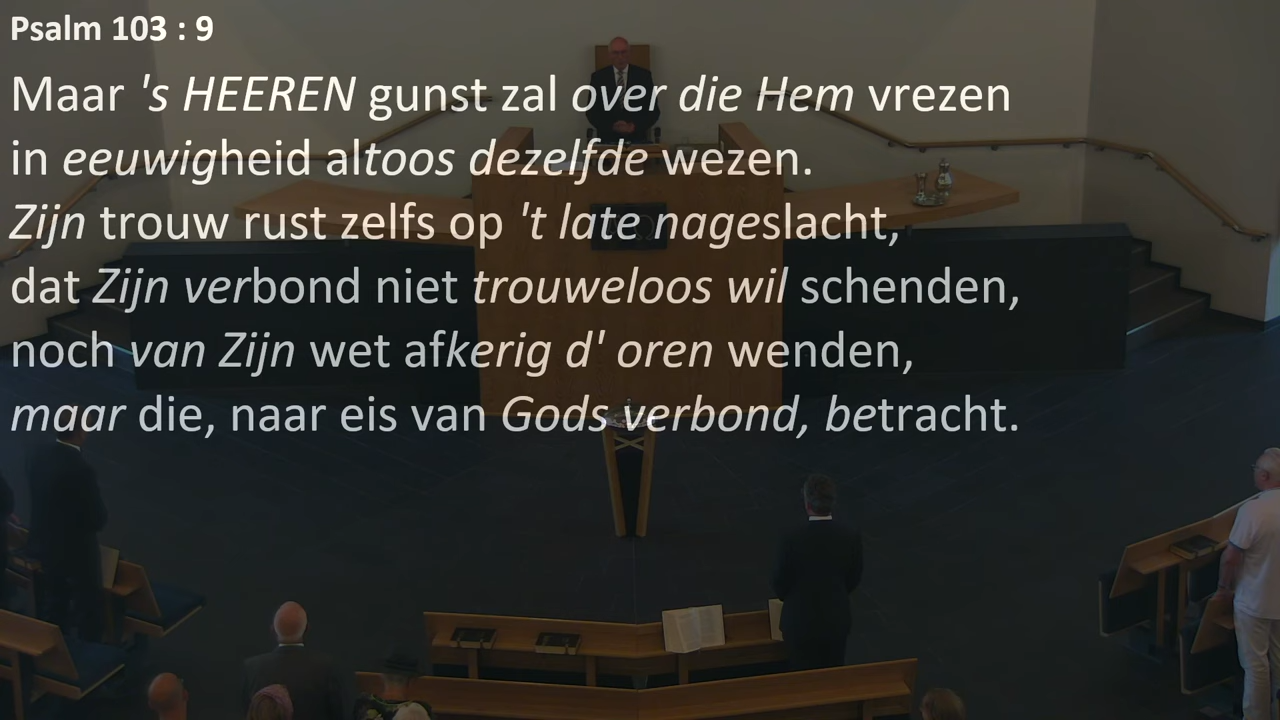 Psalm 103 : 9
Maar 's HEEREN gunst zal over die Hem vrezen
in eeuwigheid altoos dezelfde wezen.
Zijn trouw rust zelfs op 't late nageslacht,
dat Zijn verbond niet trouweloos wil schenden,
noch van Zijn wet afkerig d' oren wenden,
maar die, naar eis van Gods verbond, betracht.